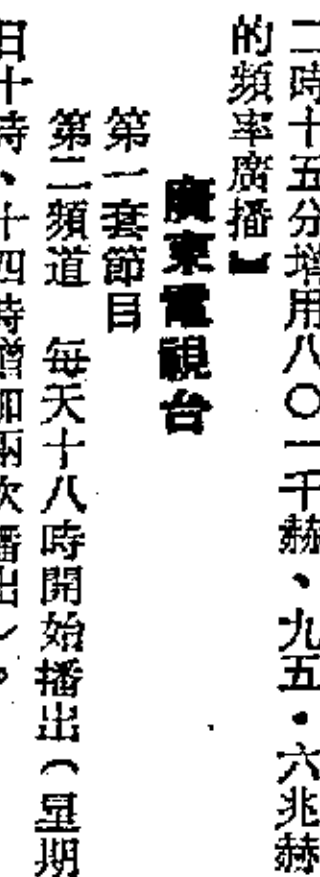 二時十五分增用八〇一千赫、九五・六兆赫
的頻率廣播】
廣東電視台
第一套節目
第二頻道　每天十八時開始播出（星期
日十時、十四時增加兩次播出）。